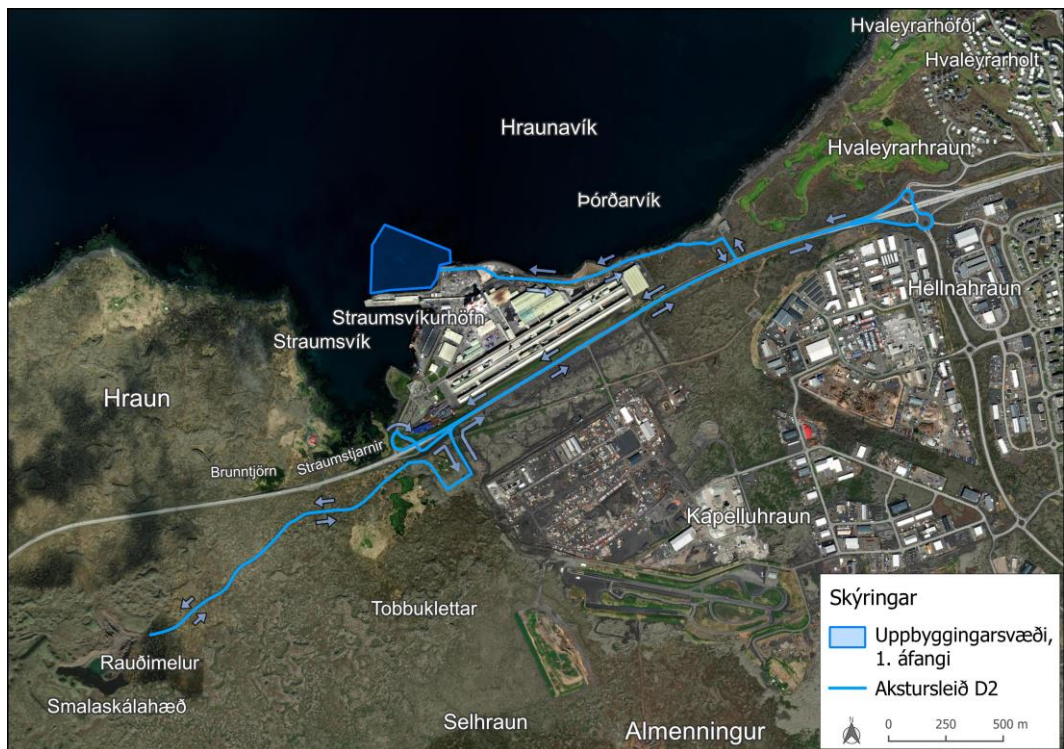 Hvaleyrarhöfði
Hvaleyrarholt
Hraunavík
Hvaleyrarhraun
Þórðarvík
Hellnahraun
Straumsvíkurhöfn
Straumsvík
Hraun
Straumstjarnir
Brunntjörn
Kapelluhraun
Tobbuklettar
Rauðimelur
Smalaskálahæð
Selhraun
Almenningur
Skýringar
Uppbyggingarsvæði,
1. áfangi
Akstursleið D2
N
0 250 500 m